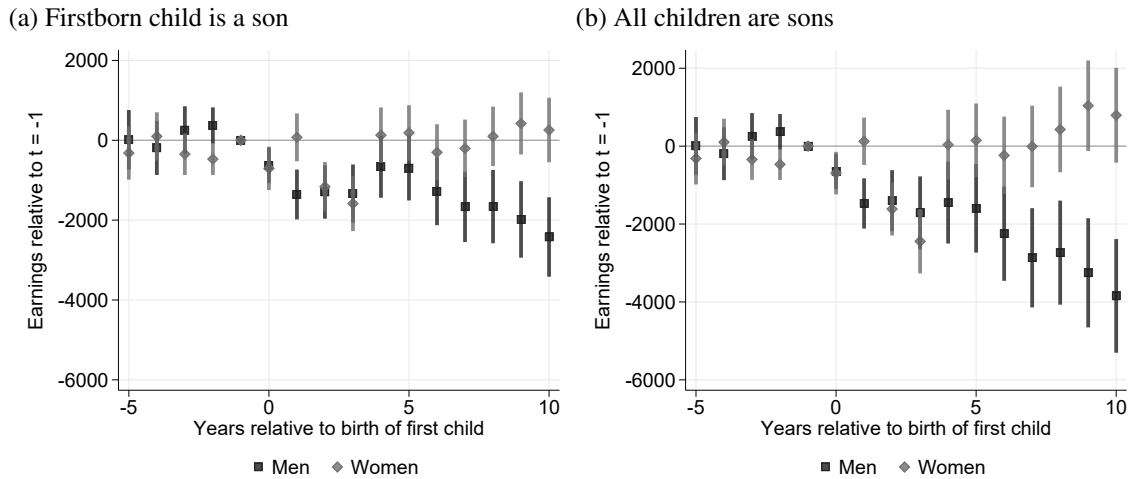 (a) Firstborn child is a son
2000
0
-2000
-4000
-6000
Earnings relative to t = -1
-5
0
5
10
Years relative to birth of first child
Men
Women
(b) All children are sons
2000
0
-2000
-4000
-6000
Earnings relative to t = -1
-5
0
5
10
Years relative to birth of first child
Men
Women